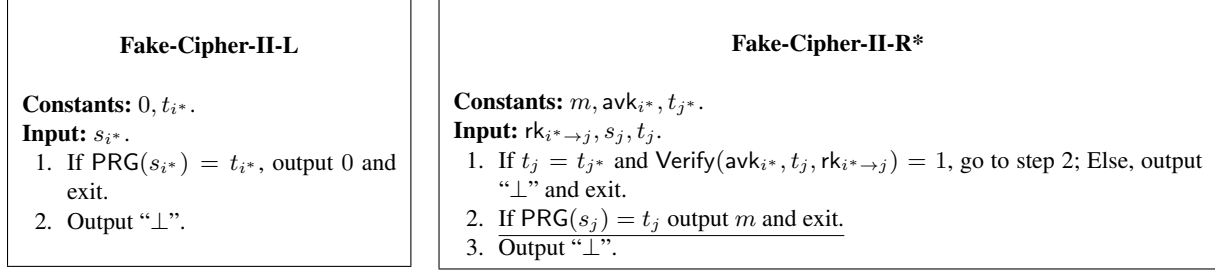 Fake-Cipher-II-L
Constants: 0, t_{i*}.
Input: s_{i*}.
1. If PRG(s_{i*}) = t_{i*}, output 0 and
exit.
2. Output “⊥”.
Fake-Cipher-II-R*
Constants: m, avk_{i*}, t_{j*}.
Input: rk_{i*→j}, s_j, t_j.
1. If t_j = t_{j*} and Verify(avk_{i*}, t_j, rk_{i*→j}) = 1, go to step 2; Else, output
“⊥” and exit.
2. If PRG(s_j) = t_j output m and exit.
3. Output “⊥”.